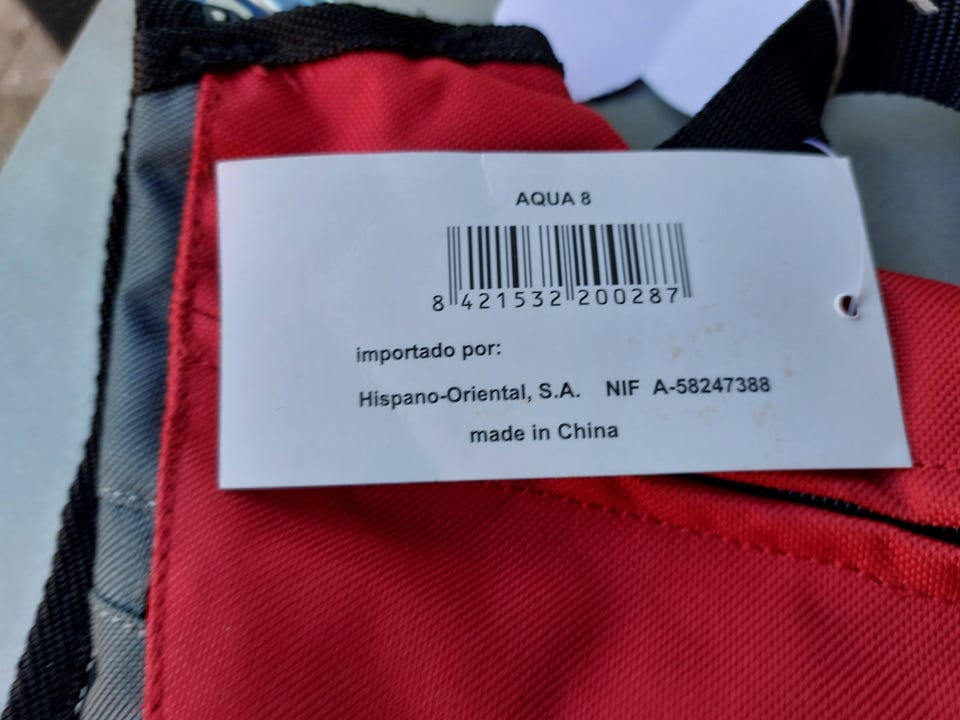 AQUA 8
8 421532 200287
importado por:
Hispano-Oriental, S.A. NIF A-58247388
made in China